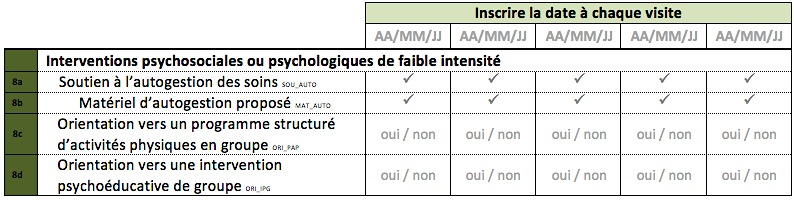 Inscrire la date à chaque visite
AA/MM/JJ AA/MM/JJ AA/MM/JJ AA/MM/JJ AA/MM/JJ
Interventions psychosociales ou psychologiques de faible intensité
8a Soutien à l'autogestion des soins SOU_AUTO ✓ ✓ ✓ ✓ ✓
8b Matériel d'autogestion proposé MAT_AUTO ✓ ✓ ✓ ✓ ✓
8c Orientation vers un programme structuré
d'activités physiques en groupe ORI_PAP oui / non oui / non oui / non oui / non oui / non
8d Orientation vers une intervention
psychoéducative de groupe ORI_IPG oui / non oui / non oui / non oui / non oui / non